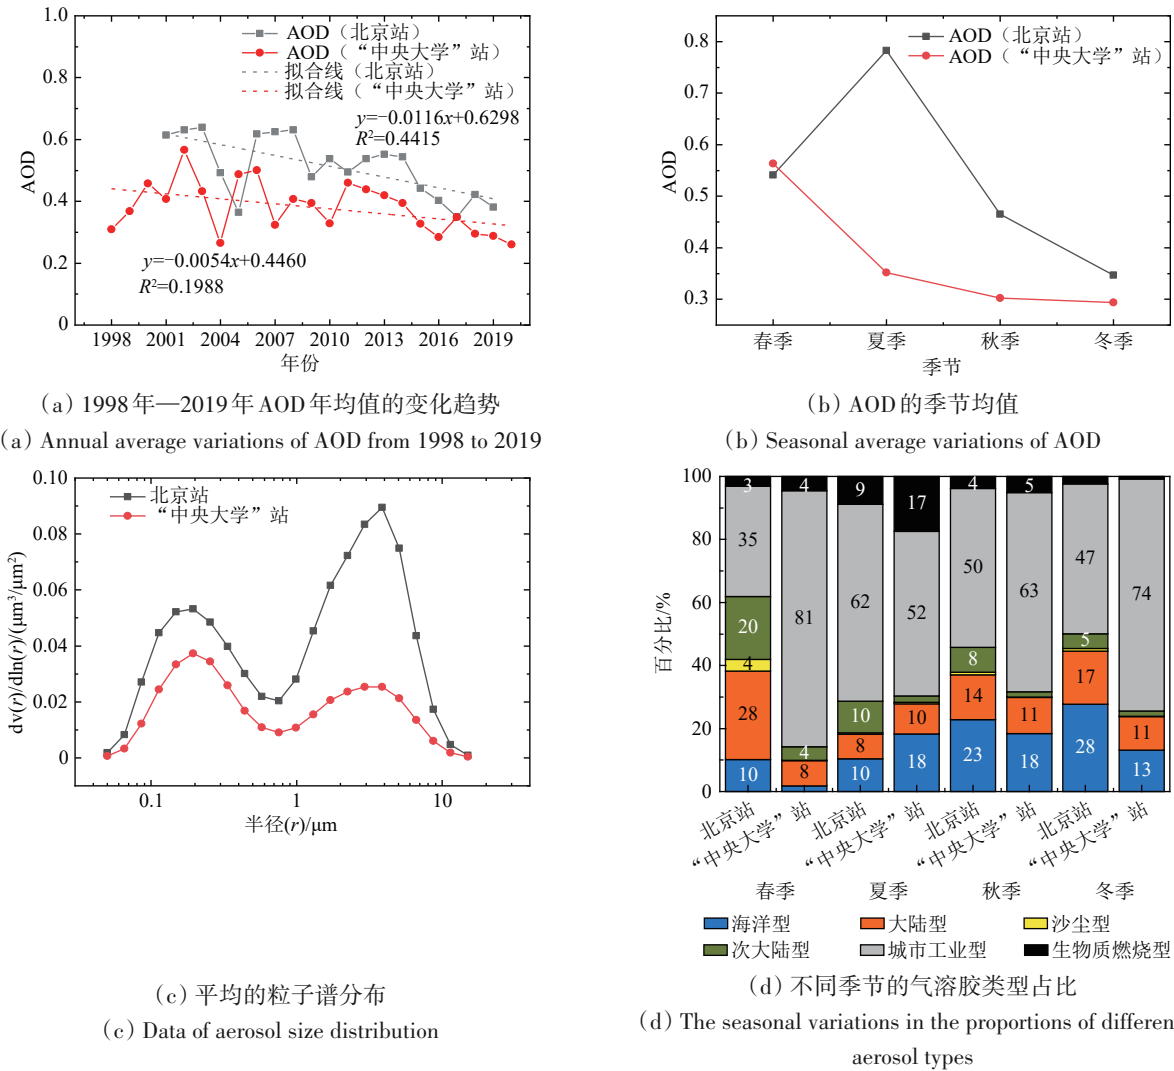 1.0
0.8
0.6
0.4
0.2
0
AOD
AOD（北京站）
AOD（“中央大学”站）
拟合线（北京站）
拟合线（“中央大学”站）
y=−0.0116x+0.6298
R²=0.4415
y=−0.0054x+0.4460
R²=0.1988
1998 2001 2004 2007 2010 2013 2016 2019
年份
（a）1998年—2019年AOD年均值的变化趋势
（a）Annual average variations of AOD from 1998 to 2019
0.8
0.7
0.6
0.5
0.4
0.3
AOD
AOD（北京站）
AOD（“中央大学”站）
春季 夏季 秋季 冬季
季节
（b）AOD的季节均值
（b）Seasonal average variations of AOD
0.10
0.08
0.06
0.04
0.02
0
dv(r)/dln(r)/(μm³/μm²)
北京站
“中央大学”站
0.1 1 10
半径(r)/μm
（c）平均的粒子谱分布
（c）Data of aerosol size distribution
100
80
60
40
20
0
百分比/%
3 35 20 4 28 10
4 81 4 8
9 62 10 8 10
17 52 10 18
4 50 8 14 23
5 63 11 18
47 5 17 28
74 11 13
北京站 “中央大学”站 北京站 “中央大学”站 北京站 “中央大学”站 北京站 “中央大学”站
春季 夏季 秋季 冬季
海洋型 大陆型 沙尘型
次大陆型 城市工业型 生物质燃烧型
（d）不同季节的气溶胶类型占比
（d）The seasonal variations in the proportions of differen
aerosol types